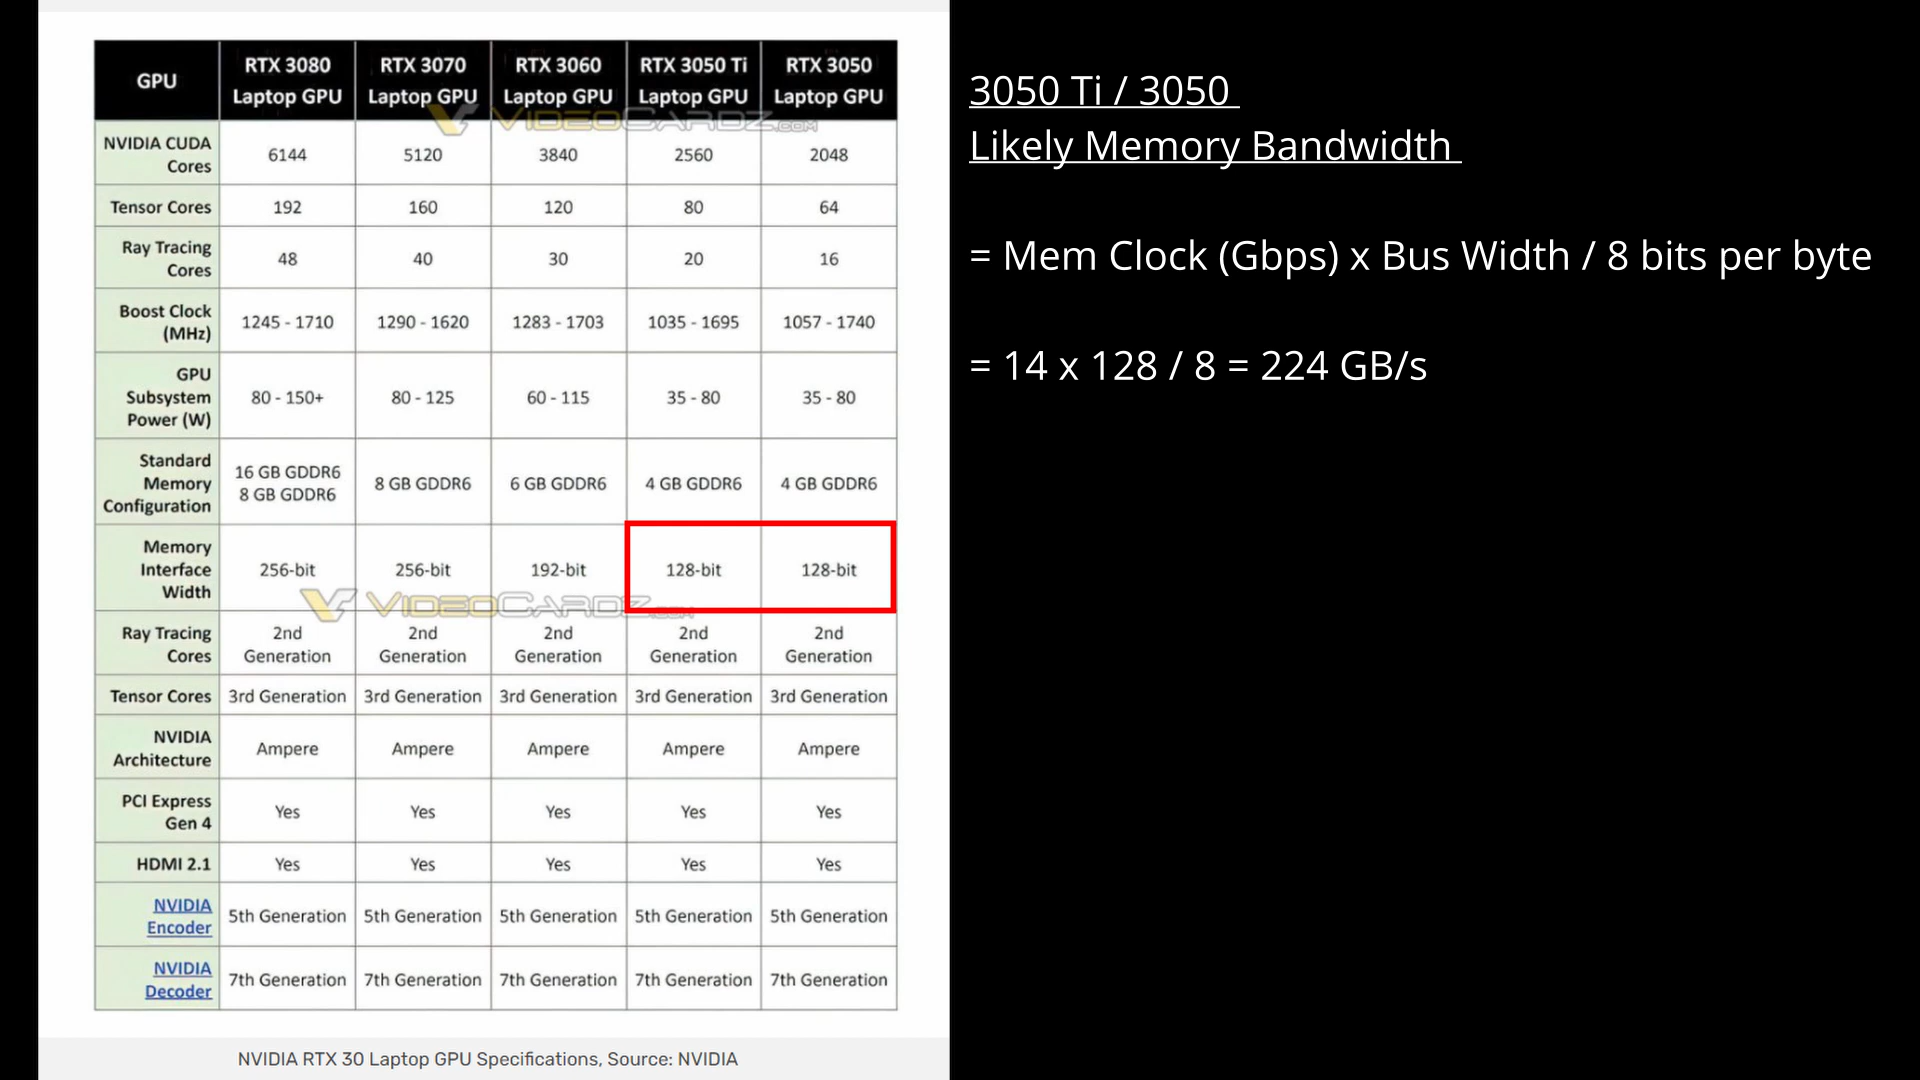 GPU
RTX 3080
Laptop GPU
RTX 3070
Laptop GPU
RTX 3060
Laptop GPU
RTX 3050 Ti
Laptop GPU
RTX 3050
Laptop GPU
VIDEOCARDZ.COM
NVIDIA CUDA
Cores
6144
5120
3840
2560
2048
Tensor Cores
192
160
120
80
64
Ray Tracing
Cores
48
40
30
20
16
Boost Clock
(MHz)
1245 - 1710
1290 - 1620
1283 - 1703
1035 - 1695
1057 - 1740
GPU
Subsystem
Power (W)
80 - 150+
80 - 125
60 - 115
35 - 80
35 - 80
Standard
Memory
Configuration
16 GB GDDR6
8 GB GDDR6
8 GB GDDR6
6 GB GDDR6
4 GB GDDR6
4 GB GDDR6
Memory
Interface
Width
256-bit
256-bit
192-bit
128-bit
128-bit
VIDEOCARDZ.COM
Ray Tracing
Cores
2nd
Generation
2nd
Generation
2nd
Generation
2nd
Generation
2nd
Generation
Tensor Cores
3rd Generation
3rd Generation
3rd Generation
3rd Generation
3rd Generation
NVIDIA
Architecture
Ampere
Ampere
Ampere
Ampere
Ampere
PCI Express
Gen 4
Yes
Yes
Yes
Yes
Yes
HDMI 2.1
Yes
Yes
Yes
Yes
Yes
NVIDIA
Encoder
5th Generation
5th Generation
5th Generation
5th Generation
5th Generation
NVIDIA
Decoder
7th Generation
7th Generation
7th Generation
7th Generation
7th Generation
NVIDIA RTX 30 Laptop GPU Specifications, Source: NVIDIA
3050 Ti / 3050
Likely Memory Bandwidth
= Mem Clock (Gbps) x Bus Width / 8 bits per byte
= 14 x 128 / 8 = 224 GB/s